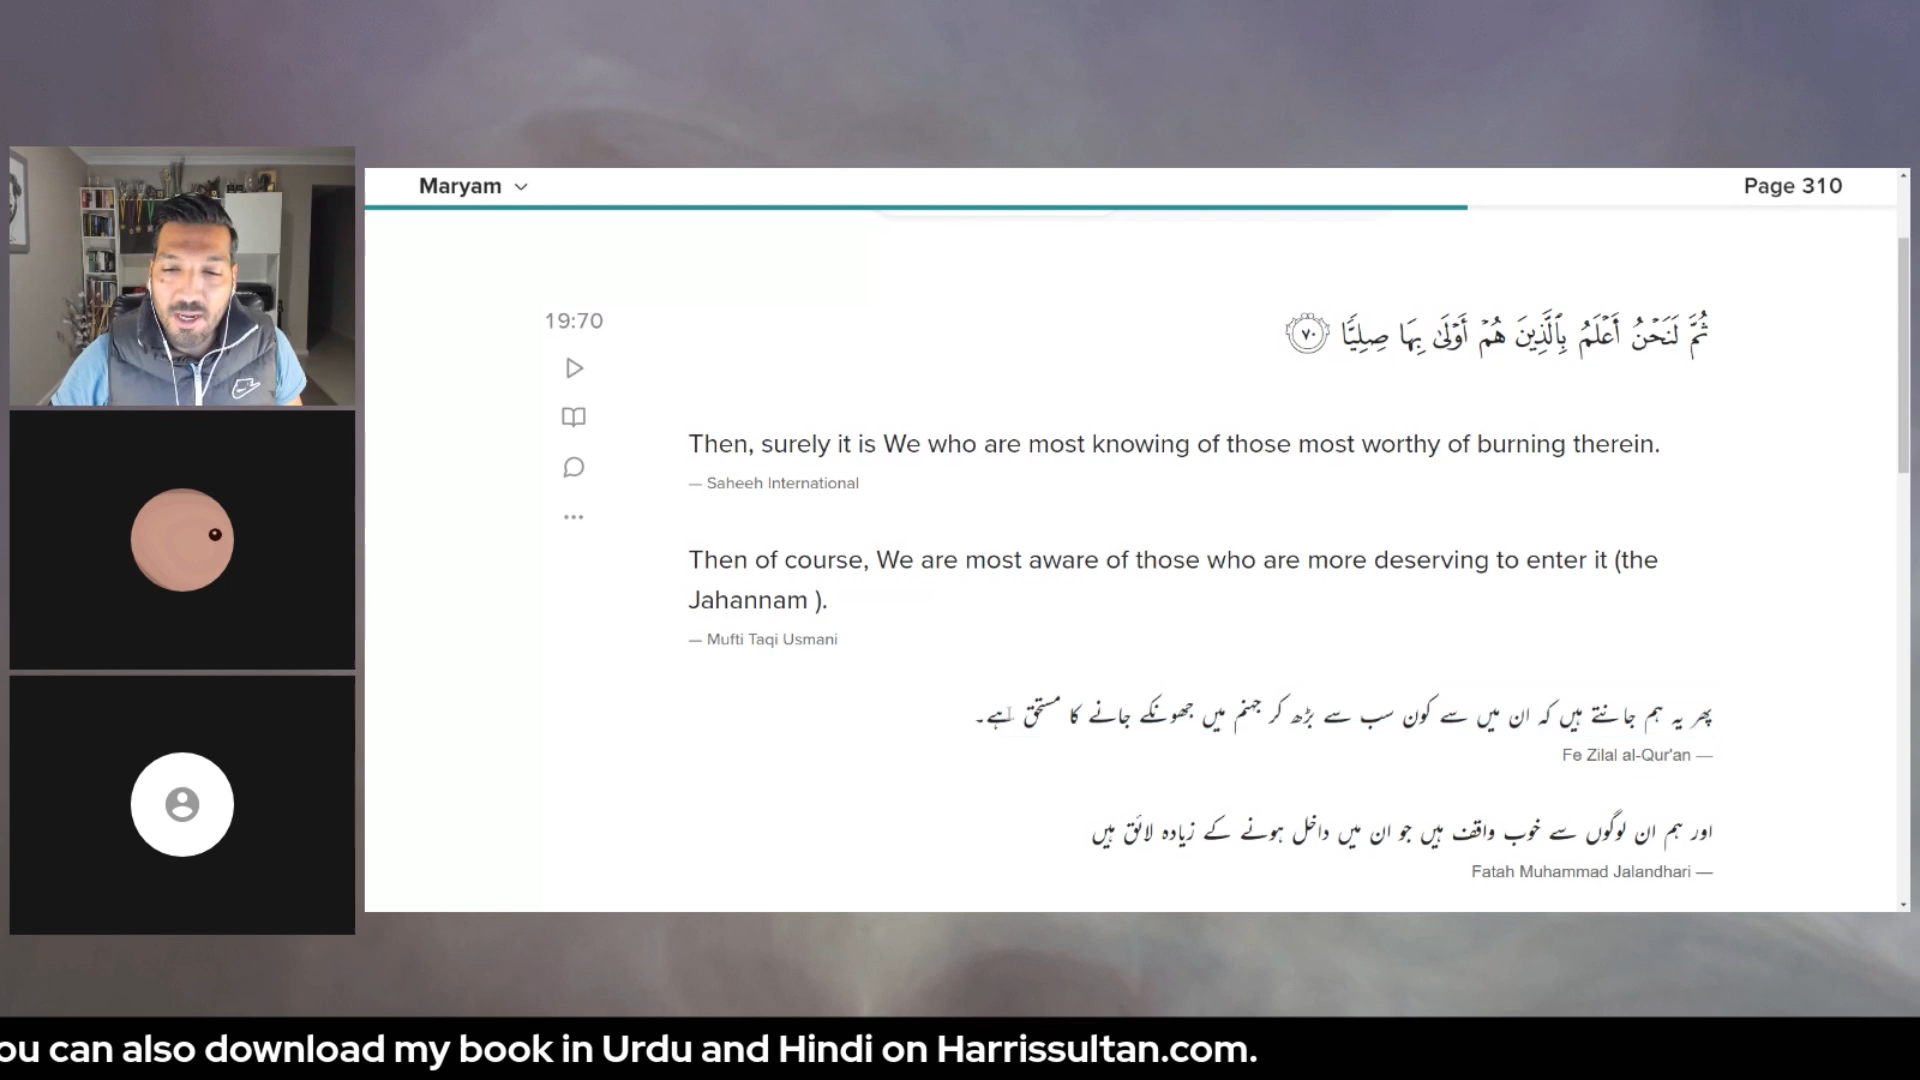 Maryam
Page 310
19:70
ثُمَّ لَنَحْنُ أَعْلَمُ بِٱلَّذِينَ هُمْ أَوْلَىٰ بِهَا صِلِيًّا ٧٠
Then, surely it is We who are most knowing of those most worthy of burning therein.
— Saheeh International
Then of course, We are most aware of those who are more deserving to enter it (the
Jahannam ).
— Mufti Taqi Usmani
پھر یہ ہم جانتے ہیں کہ ان میں سے کون سب سے بڑھ کر جہنم میں جھونکے جانے کا مستحق ہے۔
Fe Zilal al-Qur'an —
اور ہم ان لوگوں سے خوب واقف ہیں جو ان میں داخل ہونے کے زیادہ لائق ہیں
Fatah Muhammad Jalandhari —
ou can also download my book in Urdu and Hindi on Harrissultan.com.